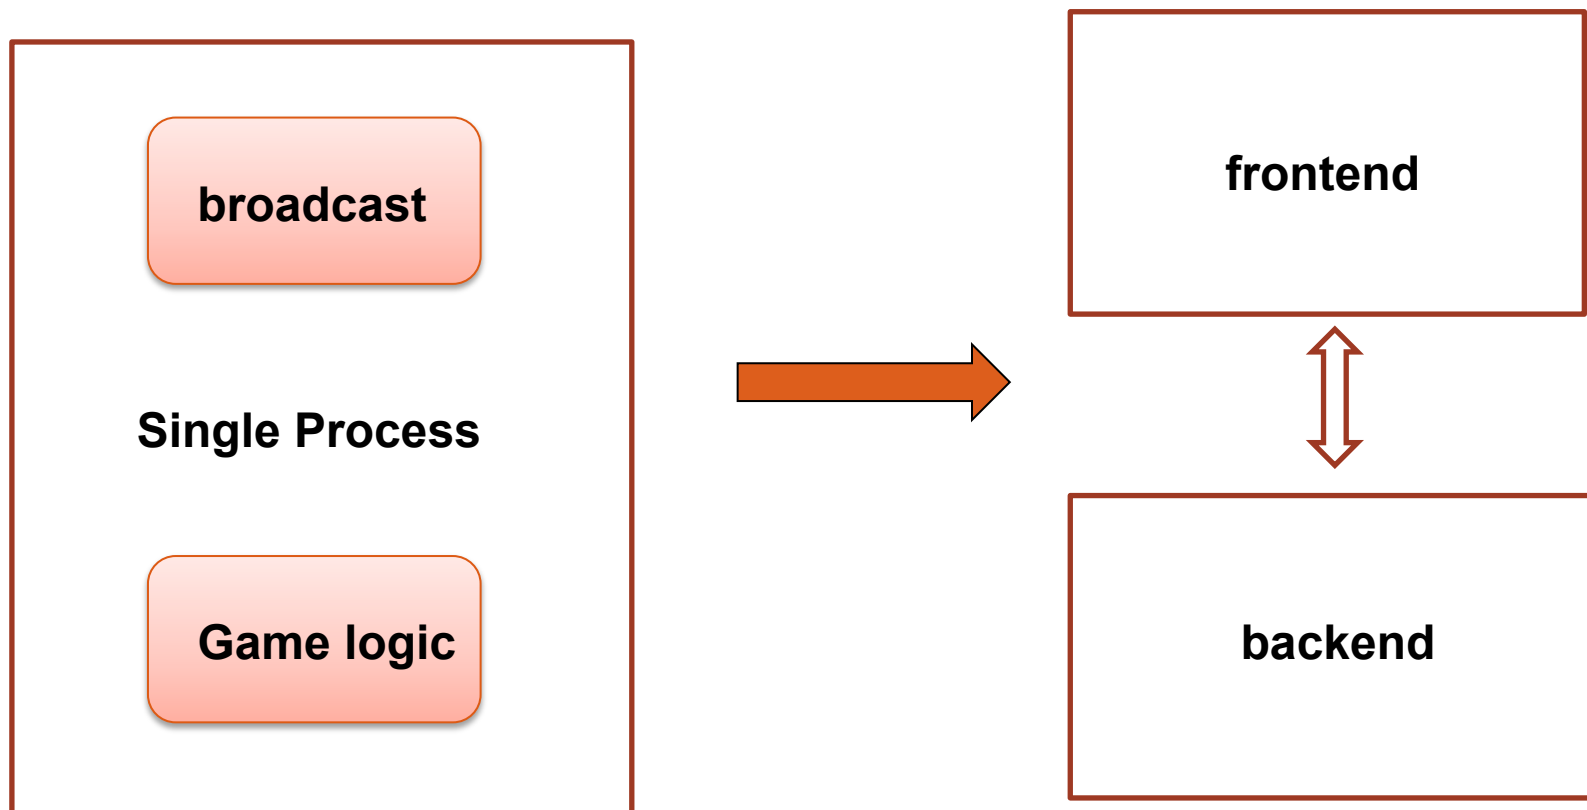 broadcast
Single Process
Game logic
frontend
backend